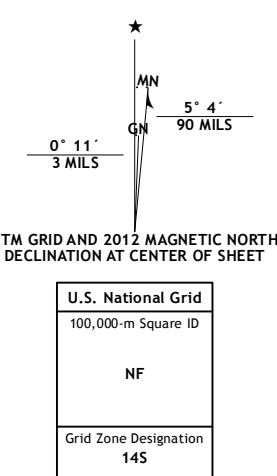 ★
MN
5° 4´
90 MILS
GN
0° 11´
3 MILS
TM GRID AND 2012 MAGNETIC NORTH
DECLINATION AT CENTER OF SHEET
U.S. National Grid
100,000-m Square ID
NF
Grid Zone Designation
14S